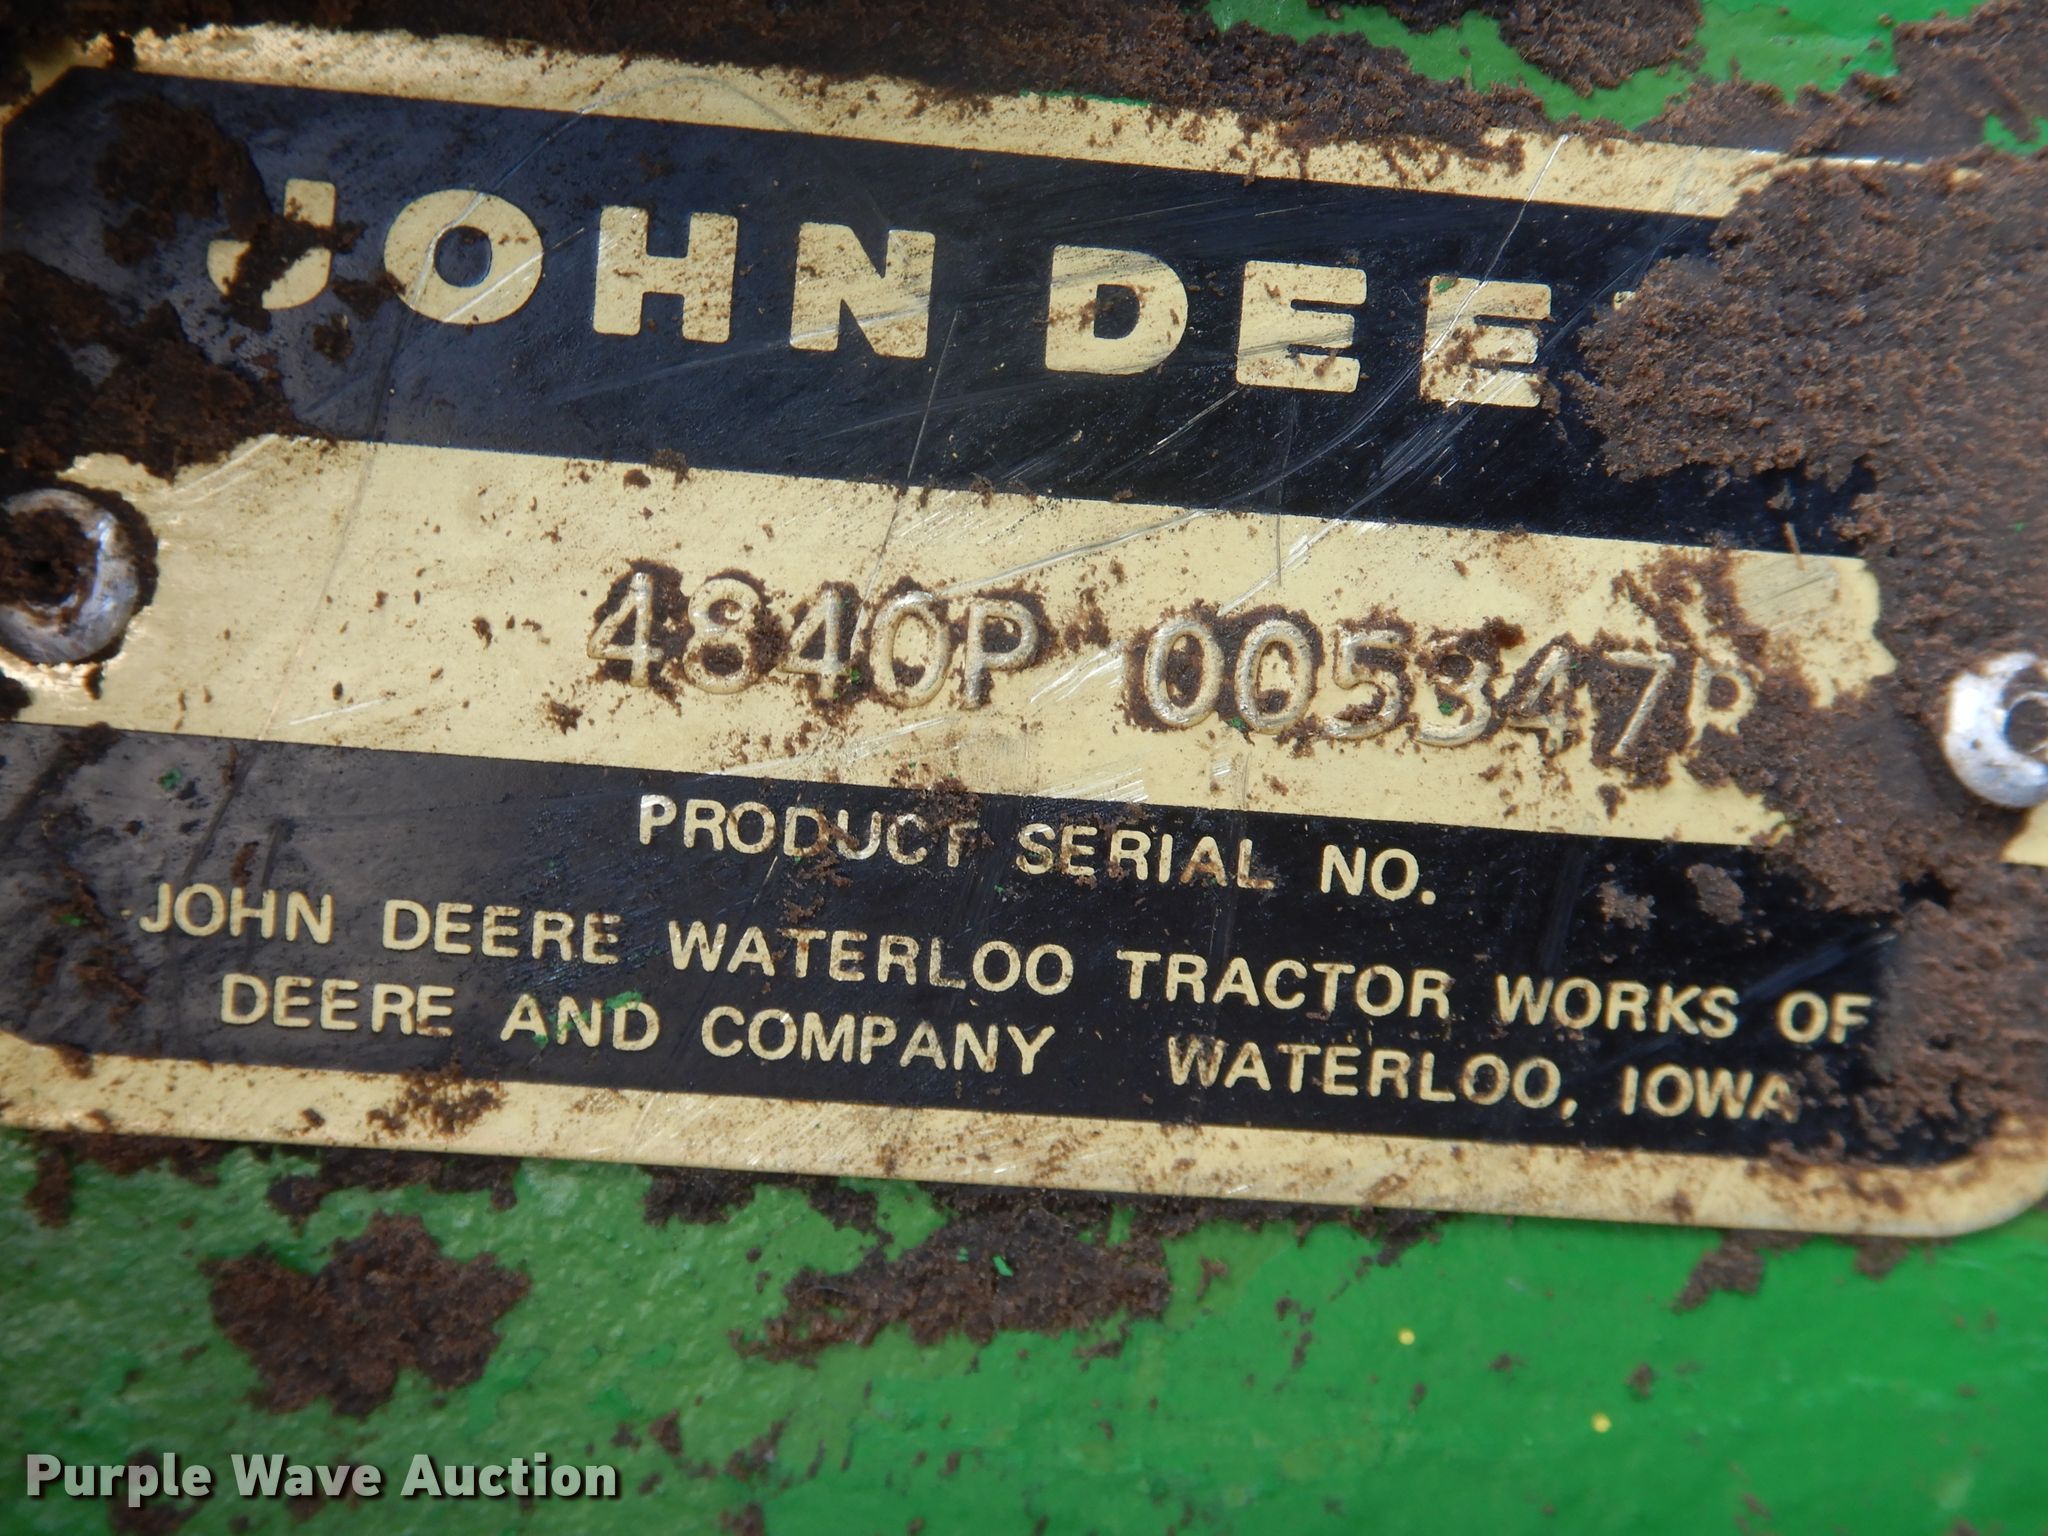 JOHN DEE
4840P 005347R
PRODUCT SERIAL NO.
JOHN DEERE WATERLOO TRACTOR WORKS OF
DEERE AND COMPANY WATERLOO, IOWA
Purple Wave Auction